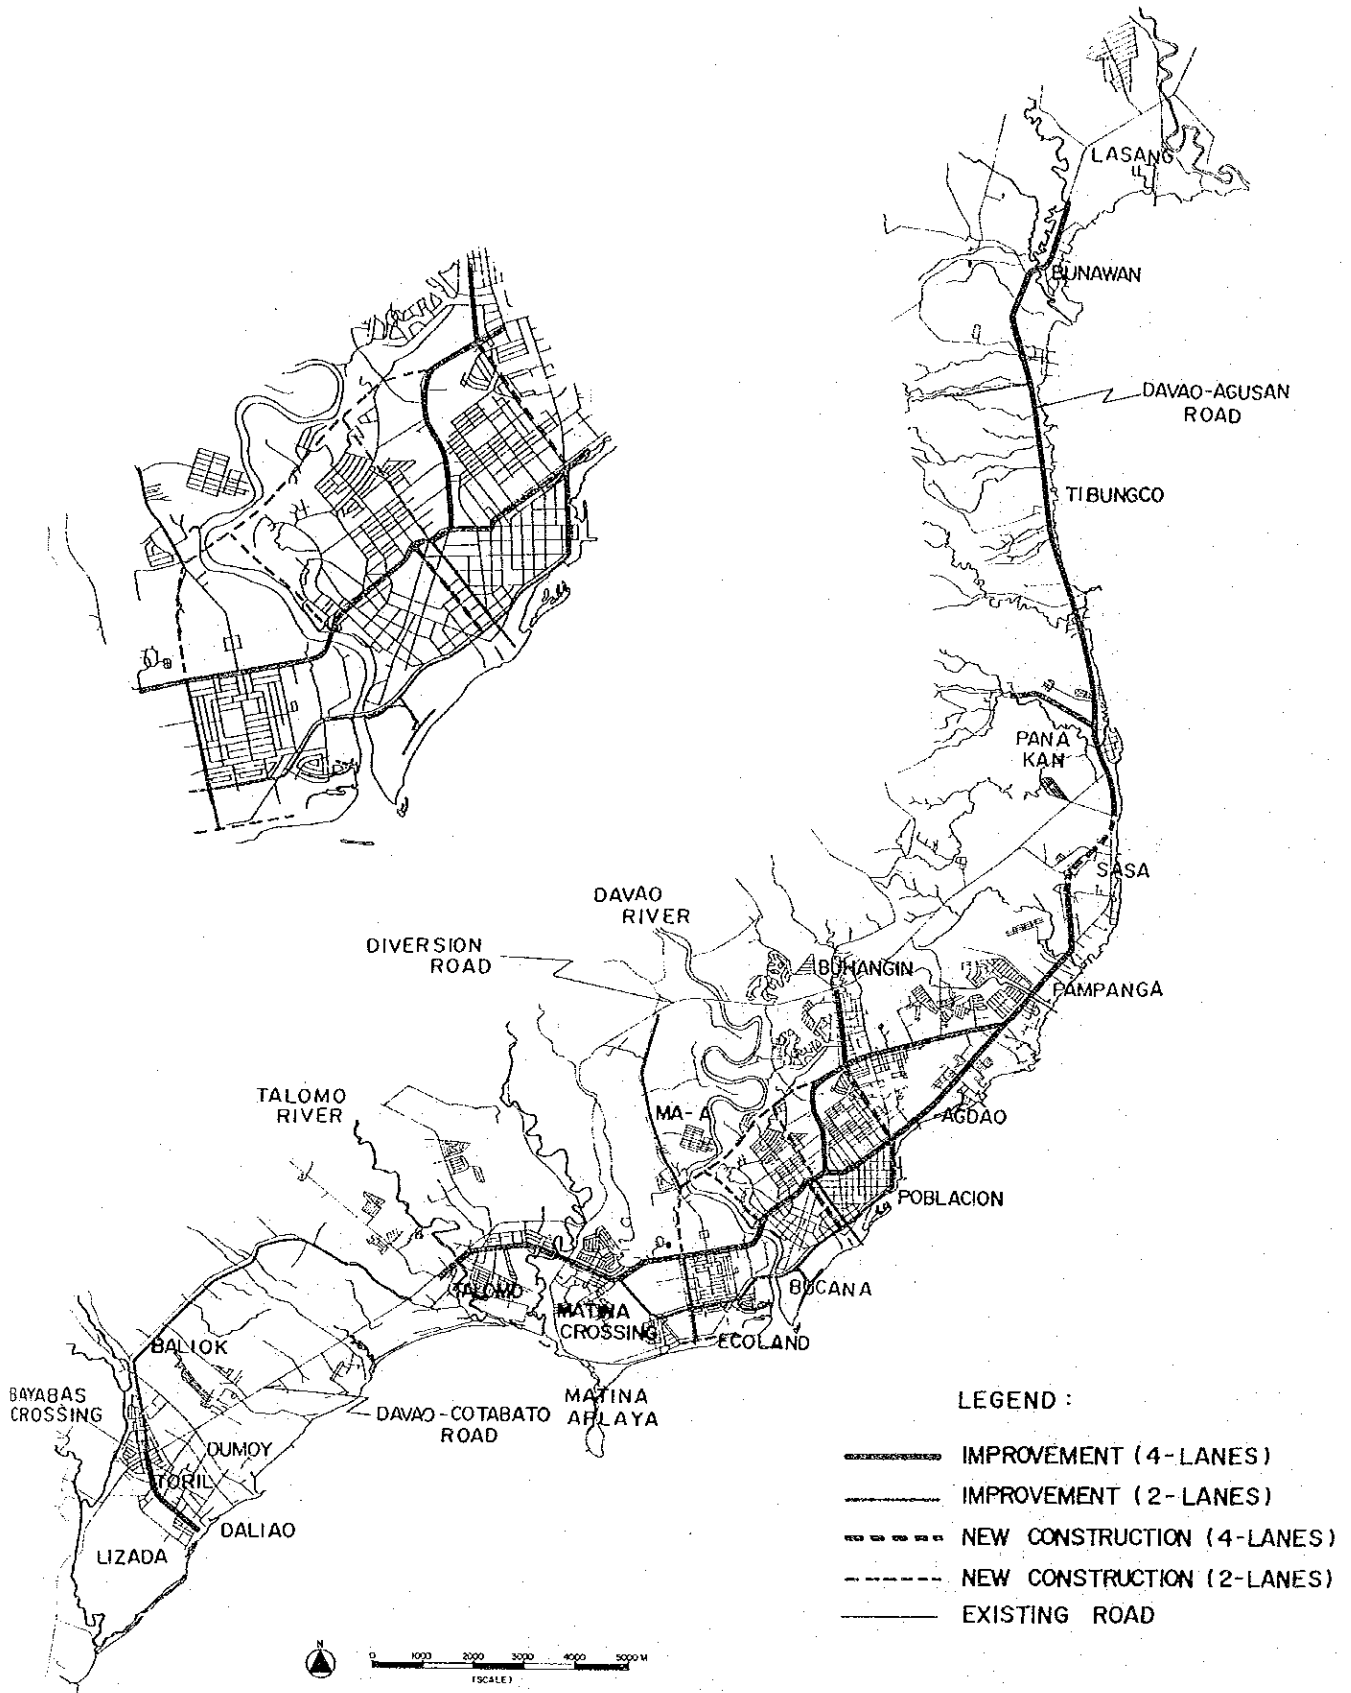 LASANG
BUNAWAN
DAVAO-AGUSAN
ROAD
TIBUNGCO
PANA
KAN
SASA
DAVAO
RIVER
DIVERSION
ROAD
BUHANGIN
PAMPANGA
TALOMO
RIVER
MA-A
AGDAO
POBLACION
TALOMO
BUCANA
MATINA
CROSSING
ECOLAND
BALIOK
BAYABAS
CROSSING
MATINA
APLAYA
DAVAO-COTABATO
ROAD
DUMOY
TORIL
DALIAO
LIZADA
LEGEND :
IMPROVEMENT (4-LANES)
IMPROVEMENT (2-LANES)
NEW CONSTRUCTION (4-LANES)
NEW CONSTRUCTION (2-LANES)
EXISTING ROAD
N
0 1000 2000 3000 4000 5000 M
(SCALE)